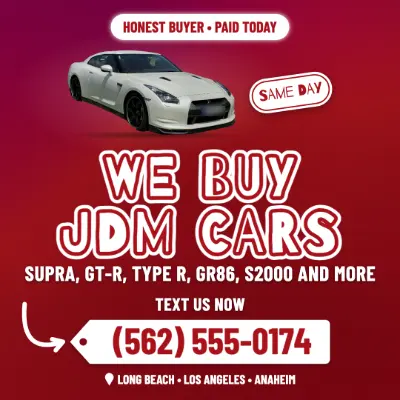 HONEST BUYER • PAID TODAY
SAME DAY
WE BUY
JDM CARS
SUPRA, GT-R, TYPE R, GR86, S2000 AND MORE
TEXT US NOW
(562) 555-0174
LONG BEACH • LOS ANGELES • ANAHEIM